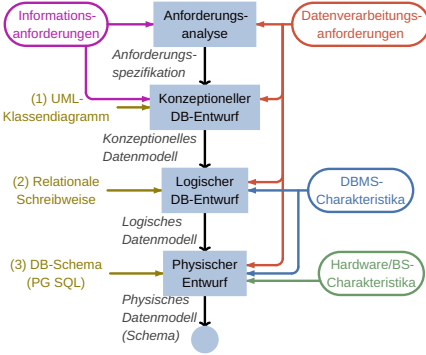 Informations-
anforderungen
Anforderungs-
analyse
Datenverarbeitungs-
anforderungen
Anforderungs-
spezifikation
(1) UML-
Klassendiagramm
Konzeptioneller
DB-Entwurf
Konzeptionelles
Datenmodell
(2) Relationale
Schreibweise
Logischer
DB-Entwurf
DBMS-
Charakteristika
Logisches
Datenmodell
(3) DB-Schema
(PG SQL)
Physischer
Entwurf
Hardware/BS-
Charakteristika
Physisches
Datenmodell
(Schema)